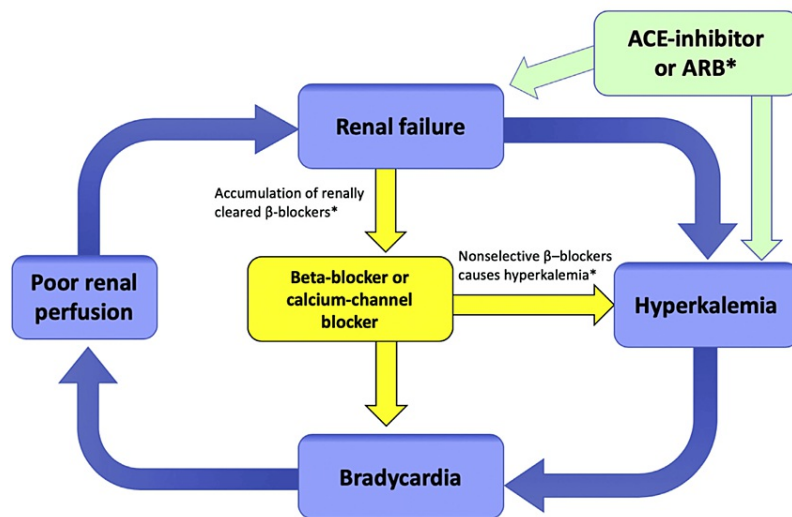 ACE-inhibitor
or ARB*
Renal failure
Accumulation of renally
cleared β-blockers*
Poor renal
perfusion
Beta-blocker or
calcium-channel
blocker
Nonselective β–blockers
causes hyperkalemia*
Hyperkalemia
Bradycardia